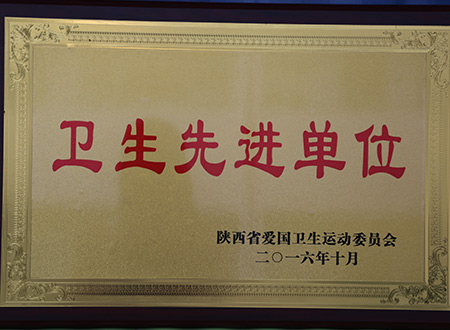 卫生先进单位
陕西省爱国卫生运动委员会
二〇一六年十月